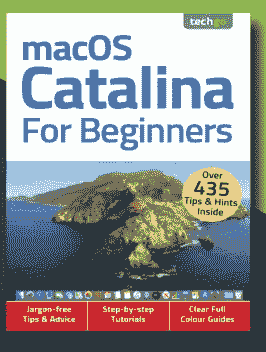 techgo
macOS
Catalina
For Beginners
Over
435
Tips & Hints
Inside
Jargon-free
Tips & Advice
Step-by-step
Tutorials
Clear Full
Colour Guides